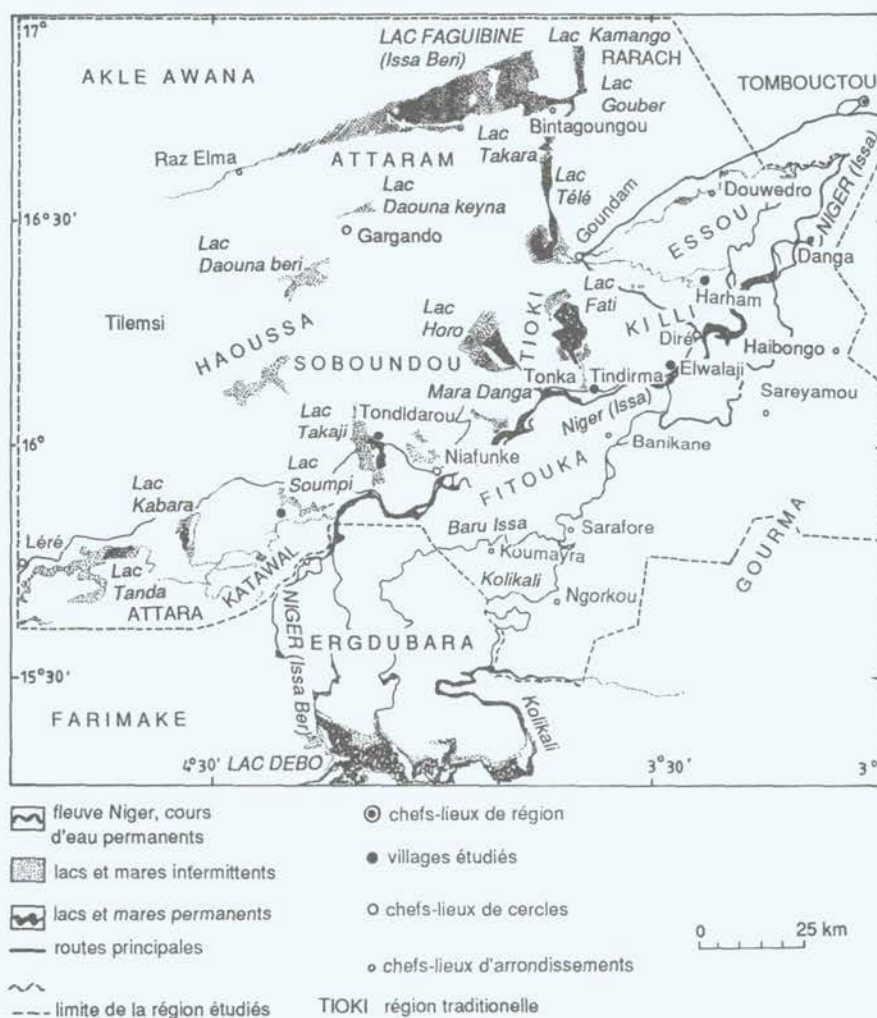 17°
LAC FAGUIBINE
(Issa Beri)
Lac Kamango
RARACH
AKLE AWANA
TOMBOUCTOU
Lac
Gouber
Bintagoungou
Lac
Takara
Raz Elma
ATTARAM
Lac
Télé
Lac
Daouna keyna
Douwedro
NIGER (Issa)
16°30'
Goundam
ESSOU
Gargando
Danga
Lac
Daouna beri
Lac
Fati
Harham
Lac
Horo
TIOKI
KILLI
Tilemsi
HAOUSSA
Diré
Haibongo
SOBOUNDOU
Tonka
Tindirma
Elwalaji
Mara Danga
Sareyamou
Lac
Takaji
TondIdarou
Niger (Issa)
16°
Banikane
Niafunke
Lac
Soumpi
FITOUKA
Lac
Kabara
Baru Issa
Sarafore
Léré
Koumayra
GOURMA
Lac
Tanda
KATAWAL
Kolikali
Ngorkou
ATTARA
NIGER (Issa Ber)
ERGDUBARA
15°30'
Kolikali
FARIMAKE
LAC DEBO
4°30'
3°30'
3°
fleuve Niger, cours
d'eau permanents
lacs et mares intermittents
lacs et mares permanents
routes principales
limite de la région étudiés
chefs-lieux de région
villages étudiés
chefs-lieux de cercles
chefs-lieux d'arrondissements
TIOKI région traditionelle
0 25 km